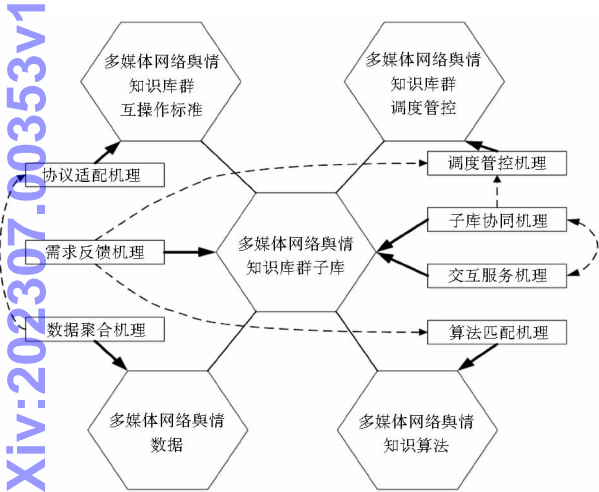 Xiv:202307.00353v1
多媒体网络舆情
知识库群
互操作标准
多媒体网络舆情
知识库群
调度管控
协议适配机理
调度管控机理
子库协同机理
需求反馈机理
多媒体网络舆情
知识库群子库
交互服务机理
数据聚合机理
算法匹配机理
多媒体网络舆情
数据
多媒体网络舆情
知识算法